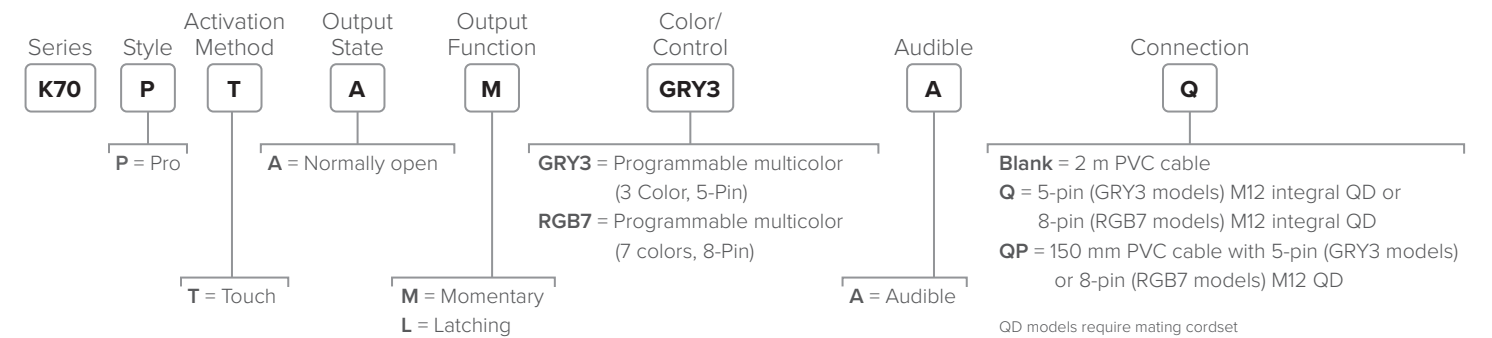 Series
Style
Activation
Method
Output
State
Output
Function
Color/
Control
Audible
Connection
K70
P
T
A
M
GRY3
A
Q
P = Pro
A = Normally open
GRY3 = Programmable multicolor
(3 Color, 5-Pin)
RGB7 = Programmable multicolor
(7 colors, 8-Pin)
Blank = 2 m PVC cable
Q = 5-pin (GRY3 models) M12 integral QD or
8-pin (RGB7 models) M12 integral QD
QP = 150 mm PVC cable with 5-pin (GRY3 models)
or 8-pin (RGB7 models) M12 QD
T = Touch
M = Momentary
L = Latching
A = Audible
QD models require mating cordset